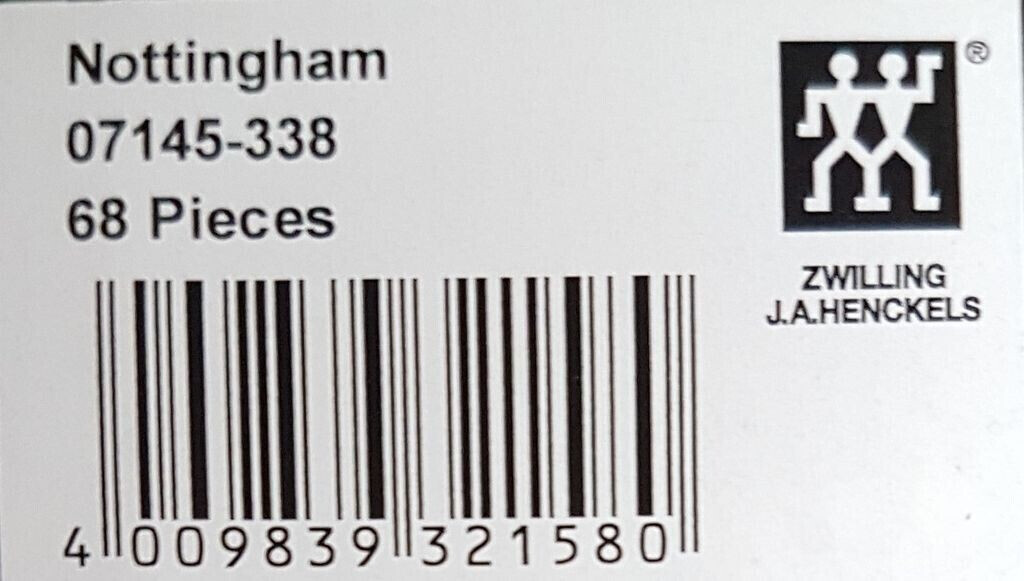 Nottingham
07145-338
68 Pieces
®
ZWILLING
J.A.HENCKELS
4 009839 321580